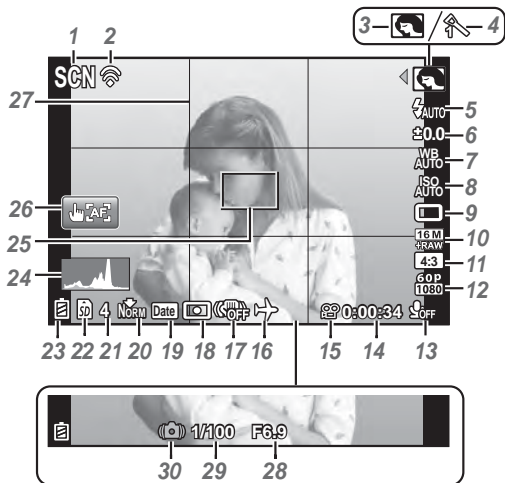 3 / 4
1 2
SCN
27
AUTO 5
±0.0 6
WB
AUTO 7
ISO
AUTO 8
26 AF 9
25
16M
+RAW 10
24 4:3 11
60P
1080 12
SD 4 NORM Date OFF 0:00:34 OFF
23 22 21 20 19 18 17 16 15 14 13
1/100 F6.9
30 29 28